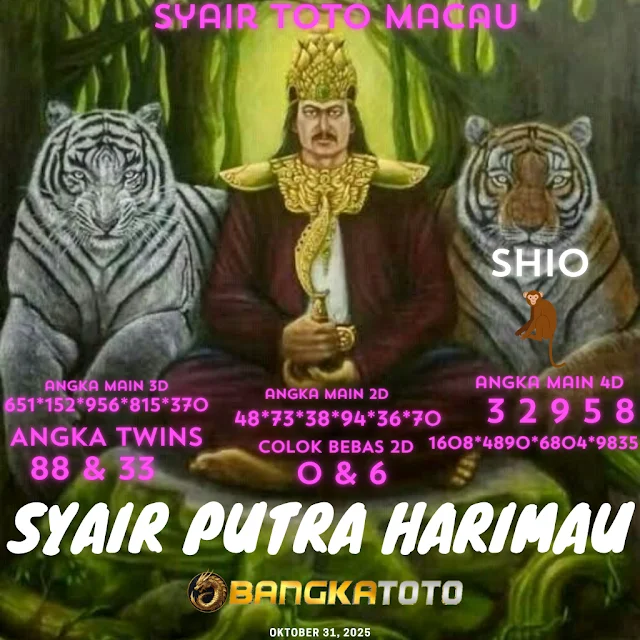 SYAIR TOTO MACAU
SHIO
ANGKA MAIN 3D
651*152*956*815*370
ANGKA TWINS
88 & 33
ANGKA MAIN 2D
48*73*38*94*36*70
COLOK BEBAS 2D
0 & 6
ANGKA MAIN 4D
3 2 9 5 8
1608*4890*6804*9835
SYAIR PUTRA HARIMAU
BANGKATOTO
OKTOBER 31, 2025